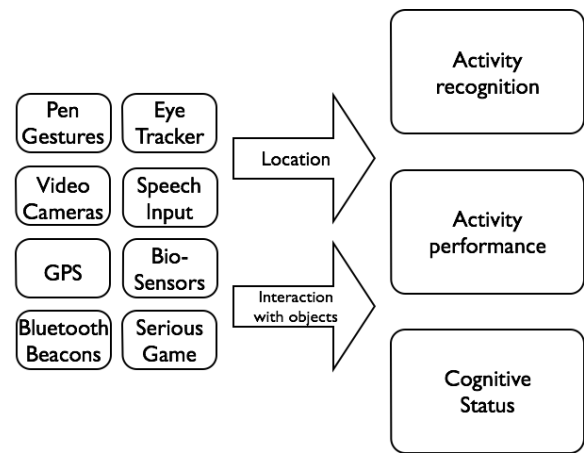 Pen
Gestures
Eye
Tracker
Video
Cameras
Speech
Input
GPS
Bio-
Sensors
Bluetooth
Beacons
Serious
Game
Location
Interaction
with objects
Activity
recognition
Activity
performance
Cognitive
Status